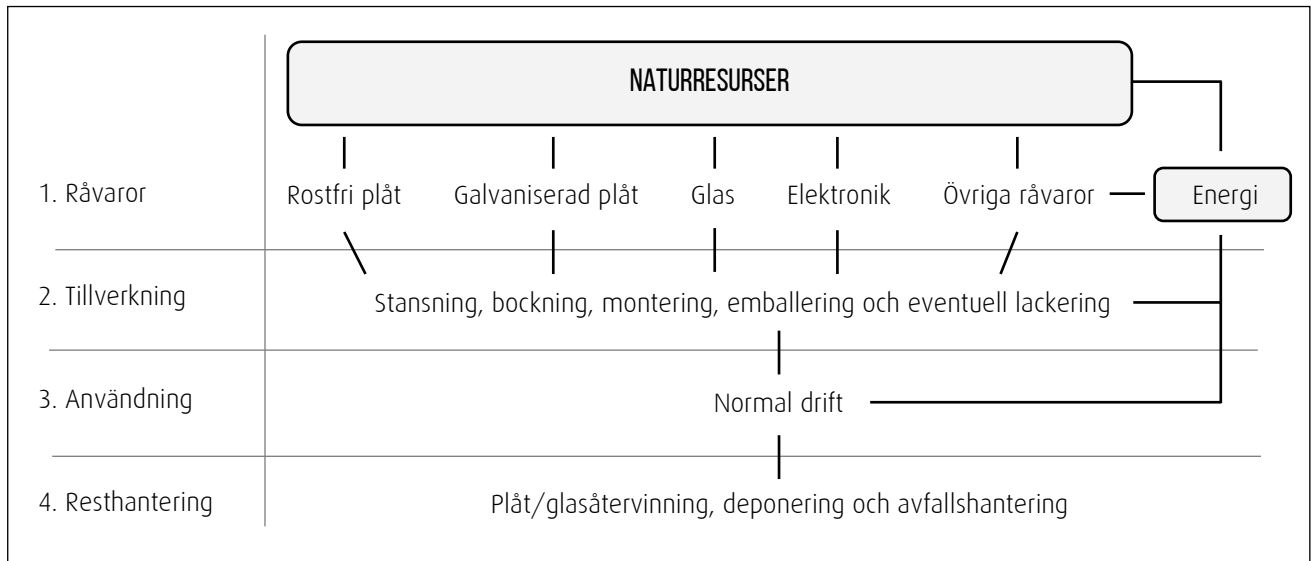 NATURRESURSER
1. Råvaror
Rostfri plåt
Galvaniserad plåt
Glas
Elektronik
Övriga råvaror
Energi
2. Tillverkning
Stansning, bockning, montering, emballering och eventuell lackering
3. Användning
Normal drift
4. Resthantering
Plåt/glasåtervinning, deponering och avfallshantering